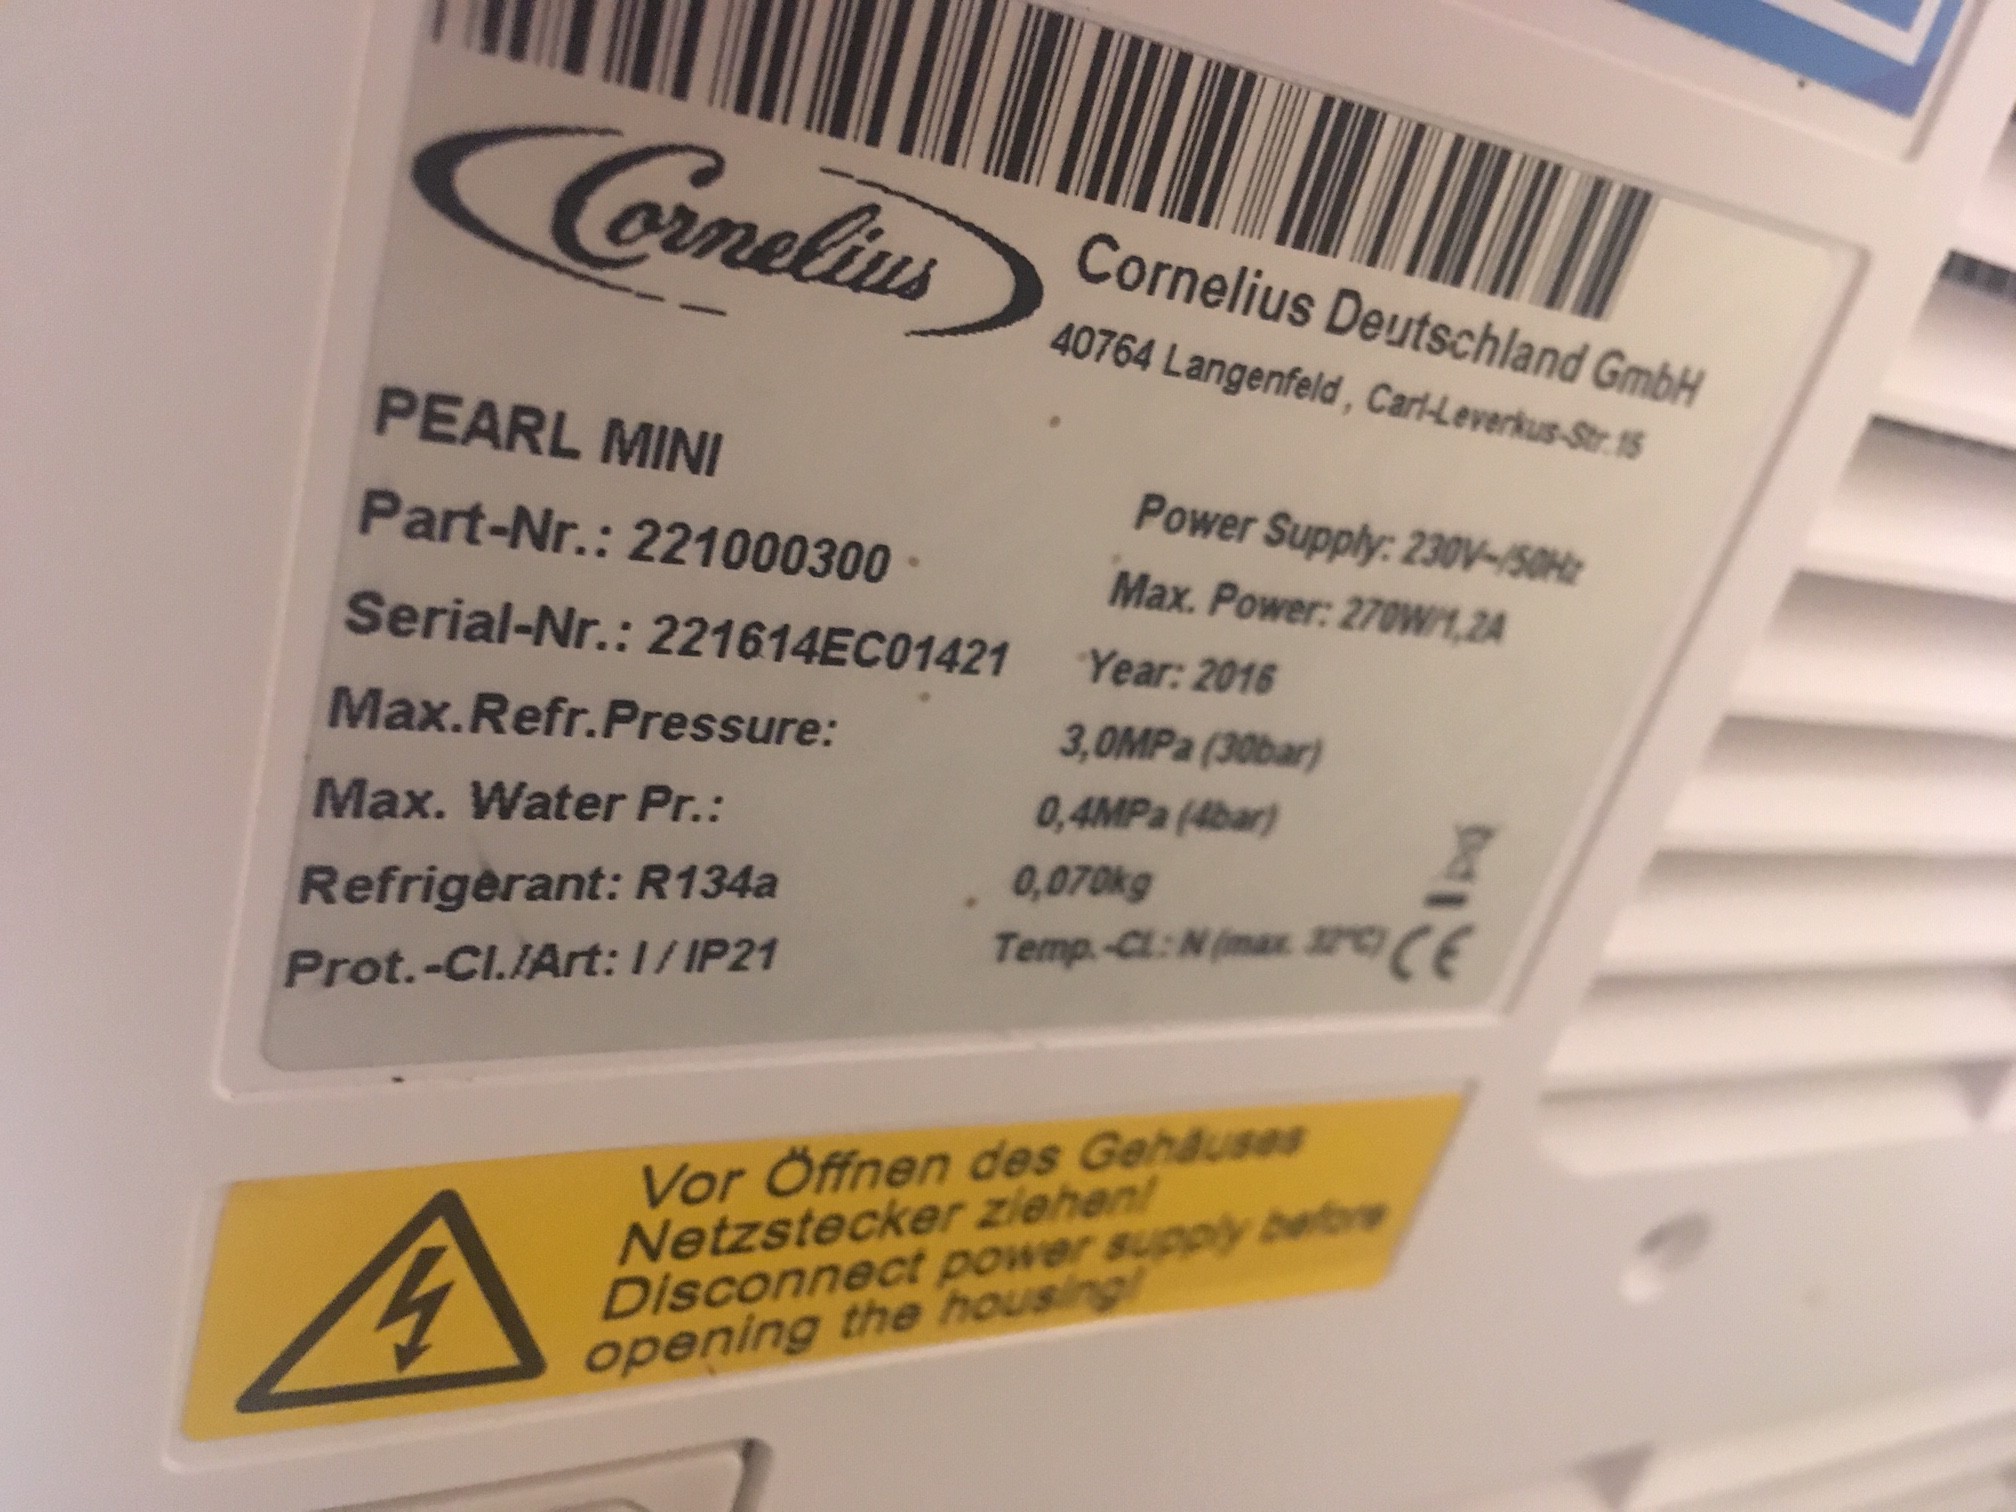 Cornelius
Cornelius Deutschland GmbH
40764 Langenfeld , Carl-Leverkus-Str.15
PEARL MINI
Part-Nr.: 221000300
Power Supply: 230V~/50Hz
Serial-Nr.: 221614EC01421
Max. Power: 270W/1,2A
Year: 2016
Max.Refr.Pressure: 3,0MPa (30bar)
Max. Water Pr.: 0,4MPa (4bar)
Refrigerant: R134a 0,070kg
Prot.-Cl./Art: I / IP21 Temp.-Cl.: N (max. 32°C) CE
Vor Öffnen des Gehäuses
Netzstecker ziehen!
Disconnect power supply before
opening the housing!